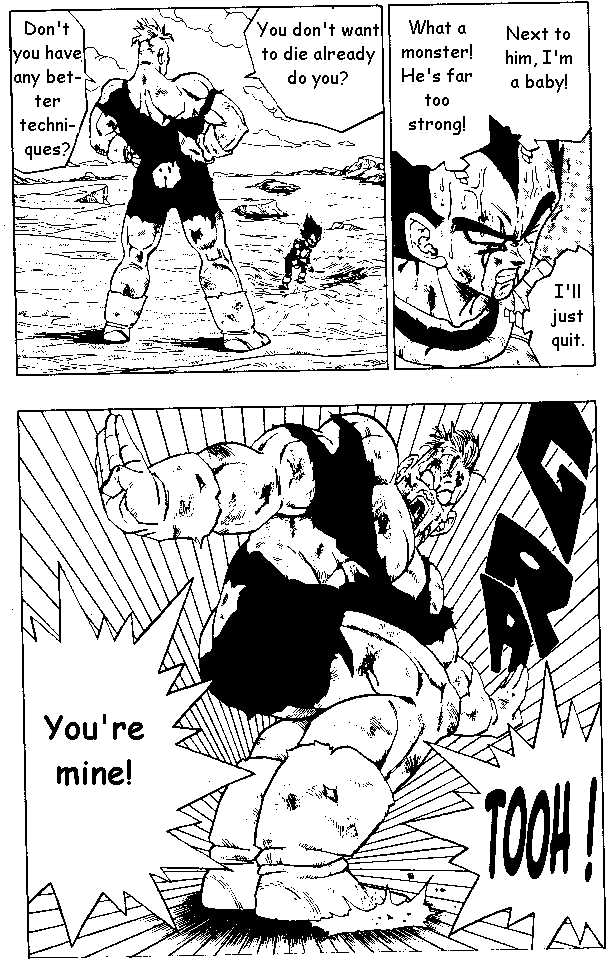 Don't
you have
any bet-
ter
techni-
ques?
You don't want
to die already
do you?
What a
monster!
He's far
too
strong!
Next to
him, I'm
a baby!
I'll
just
quit.
ARG
You're
mine!
TOOH!